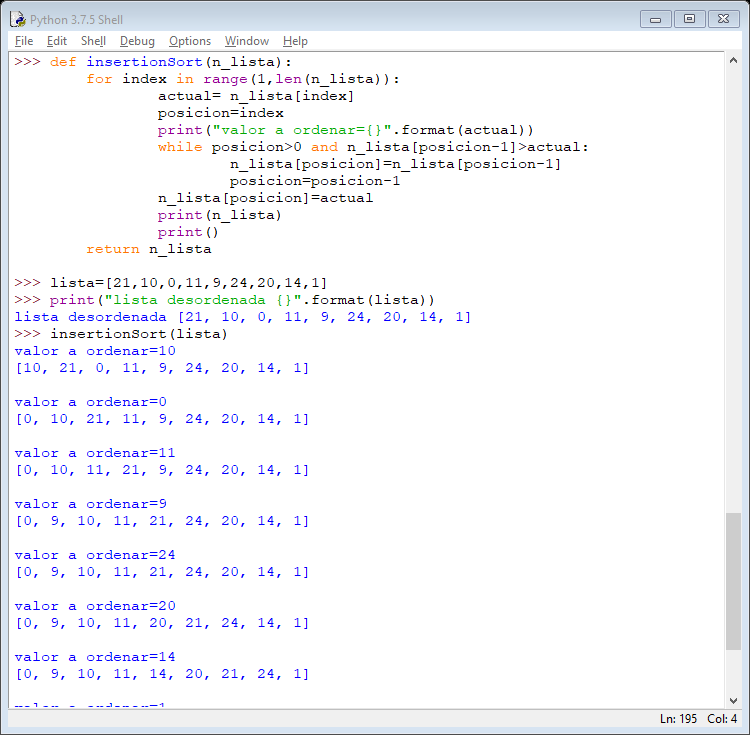 Python 3.7.5 Shell
File Edit Shell Debug Options Window Help
>>> def insertionSort(n_lista):
        for index in range(1,len(n_lista)):
                actual= n_lista[index]
                posicion=index
                print("valor a ordenar={}".format(actual))
                while posicion>0 and n_lista[posicion-1]>actual:
                        n_lista[posicion]=n_lista[posicion-1]
                        posicion=posicion-1
                n_lista[posicion]=actual
                print(n_lista)
                print()
        return n_lista
>>> lista=[21,10,0,11,9,24,20,14,1]
>>> print("lista desordenada {}".format(lista))
lista desordenada [21, 10, 0, 11, 9, 24, 20, 14, 1]
>>> insertionSort(lista)
valor a ordenar=10
[10, 21, 0, 11, 9, 24, 20, 14, 1]
valor a ordenar=0
[0, 10, 21, 11, 9, 24, 20, 14, 1]
valor a ordenar=11
[0, 10, 11, 21, 9, 24, 20, 14, 1]
valor a ordenar=9
[0, 9, 10, 11, 21, 24, 20, 14, 1]
valor a ordenar=24
[0, 9, 10, 11, 21, 24, 20, 14, 1]
valor a ordenar=20
[0, 9, 10, 11, 20, 21, 24, 14, 1]
valor a ordenar=14
[0, 9, 10, 11, 14, 20, 21, 24, 1]
valor a ordenar=1
Ln: 195 Col: 4